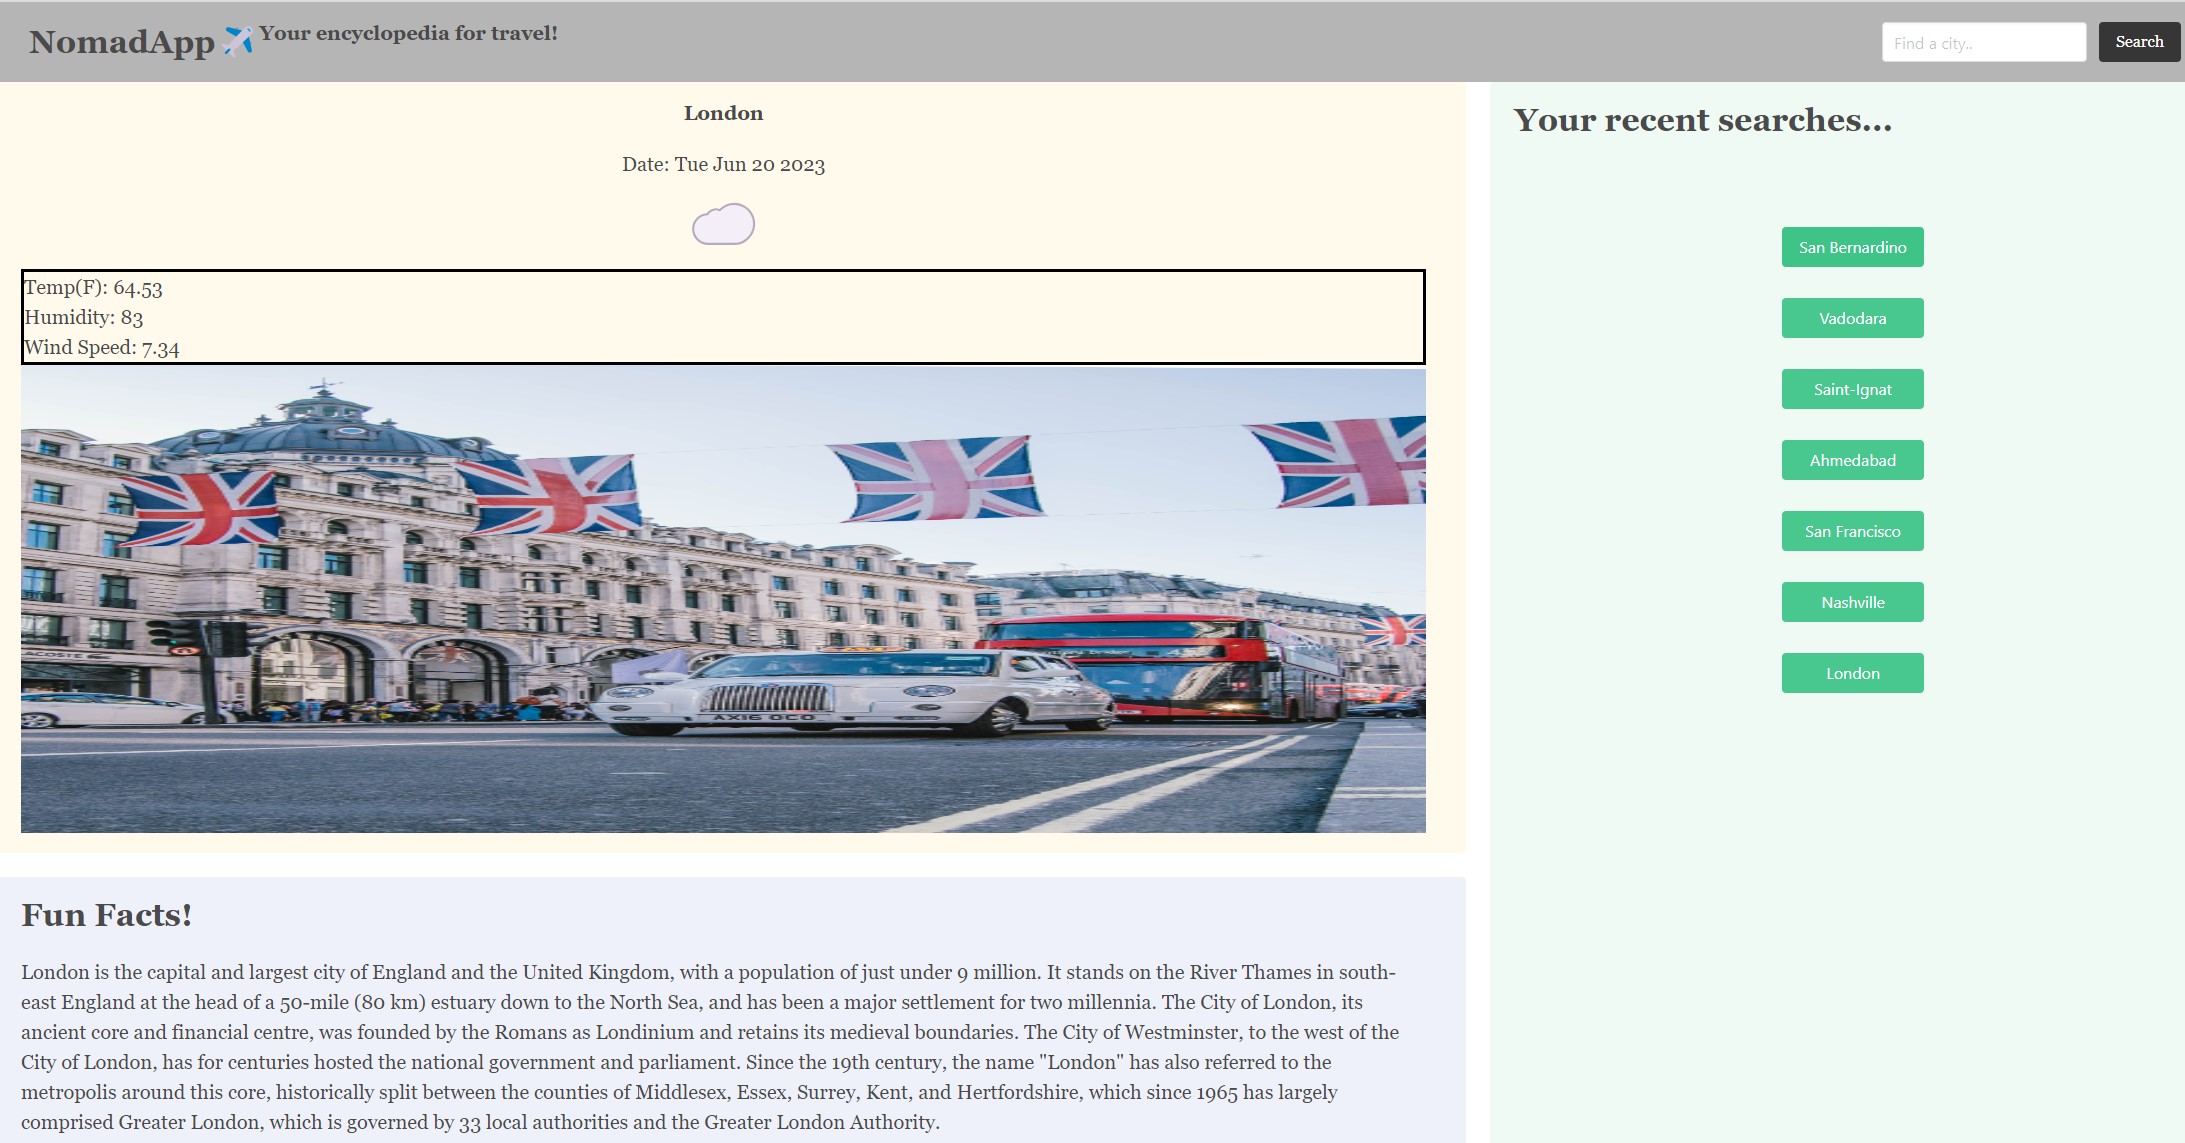 NomadApp ✈️ Your encyclopedia for travel!
Find a city..
Search
London
Date: Tue Jun 20 2023
Temp(F): 64.53
Humidity: 83
Wind Speed: 7.34
LACOSTE
AX16 OCO
Fun Facts!
London is the capital and largest city of England and the United Kingdom, with a population of just under 9 million. It stands on the River Thames in south-
east England at the head of a 50-mile (80 km) estuary down to the North Sea, and has been a major settlement for two millennia. The City of London, its
ancient core and financial centre, was founded by the Romans as Londinium and retains its medieval boundaries. The City of Westminster, to the west of the
City of London, has for centuries hosted the national government and parliament. Since the 19th century, the name "London" has also referred to the
metropolis around this core, historically split between the counties of Middlesex, Essex, Surrey, Kent, and Hertfordshire, which since 1965 has largely
comprised Greater London, which is governed by 33 local authorities and the Greater London Authority.
Your recent searches...
San Bernardino
Vadodara
Saint-Ignat
Ahmedabad
San Francisco
Nashville
London